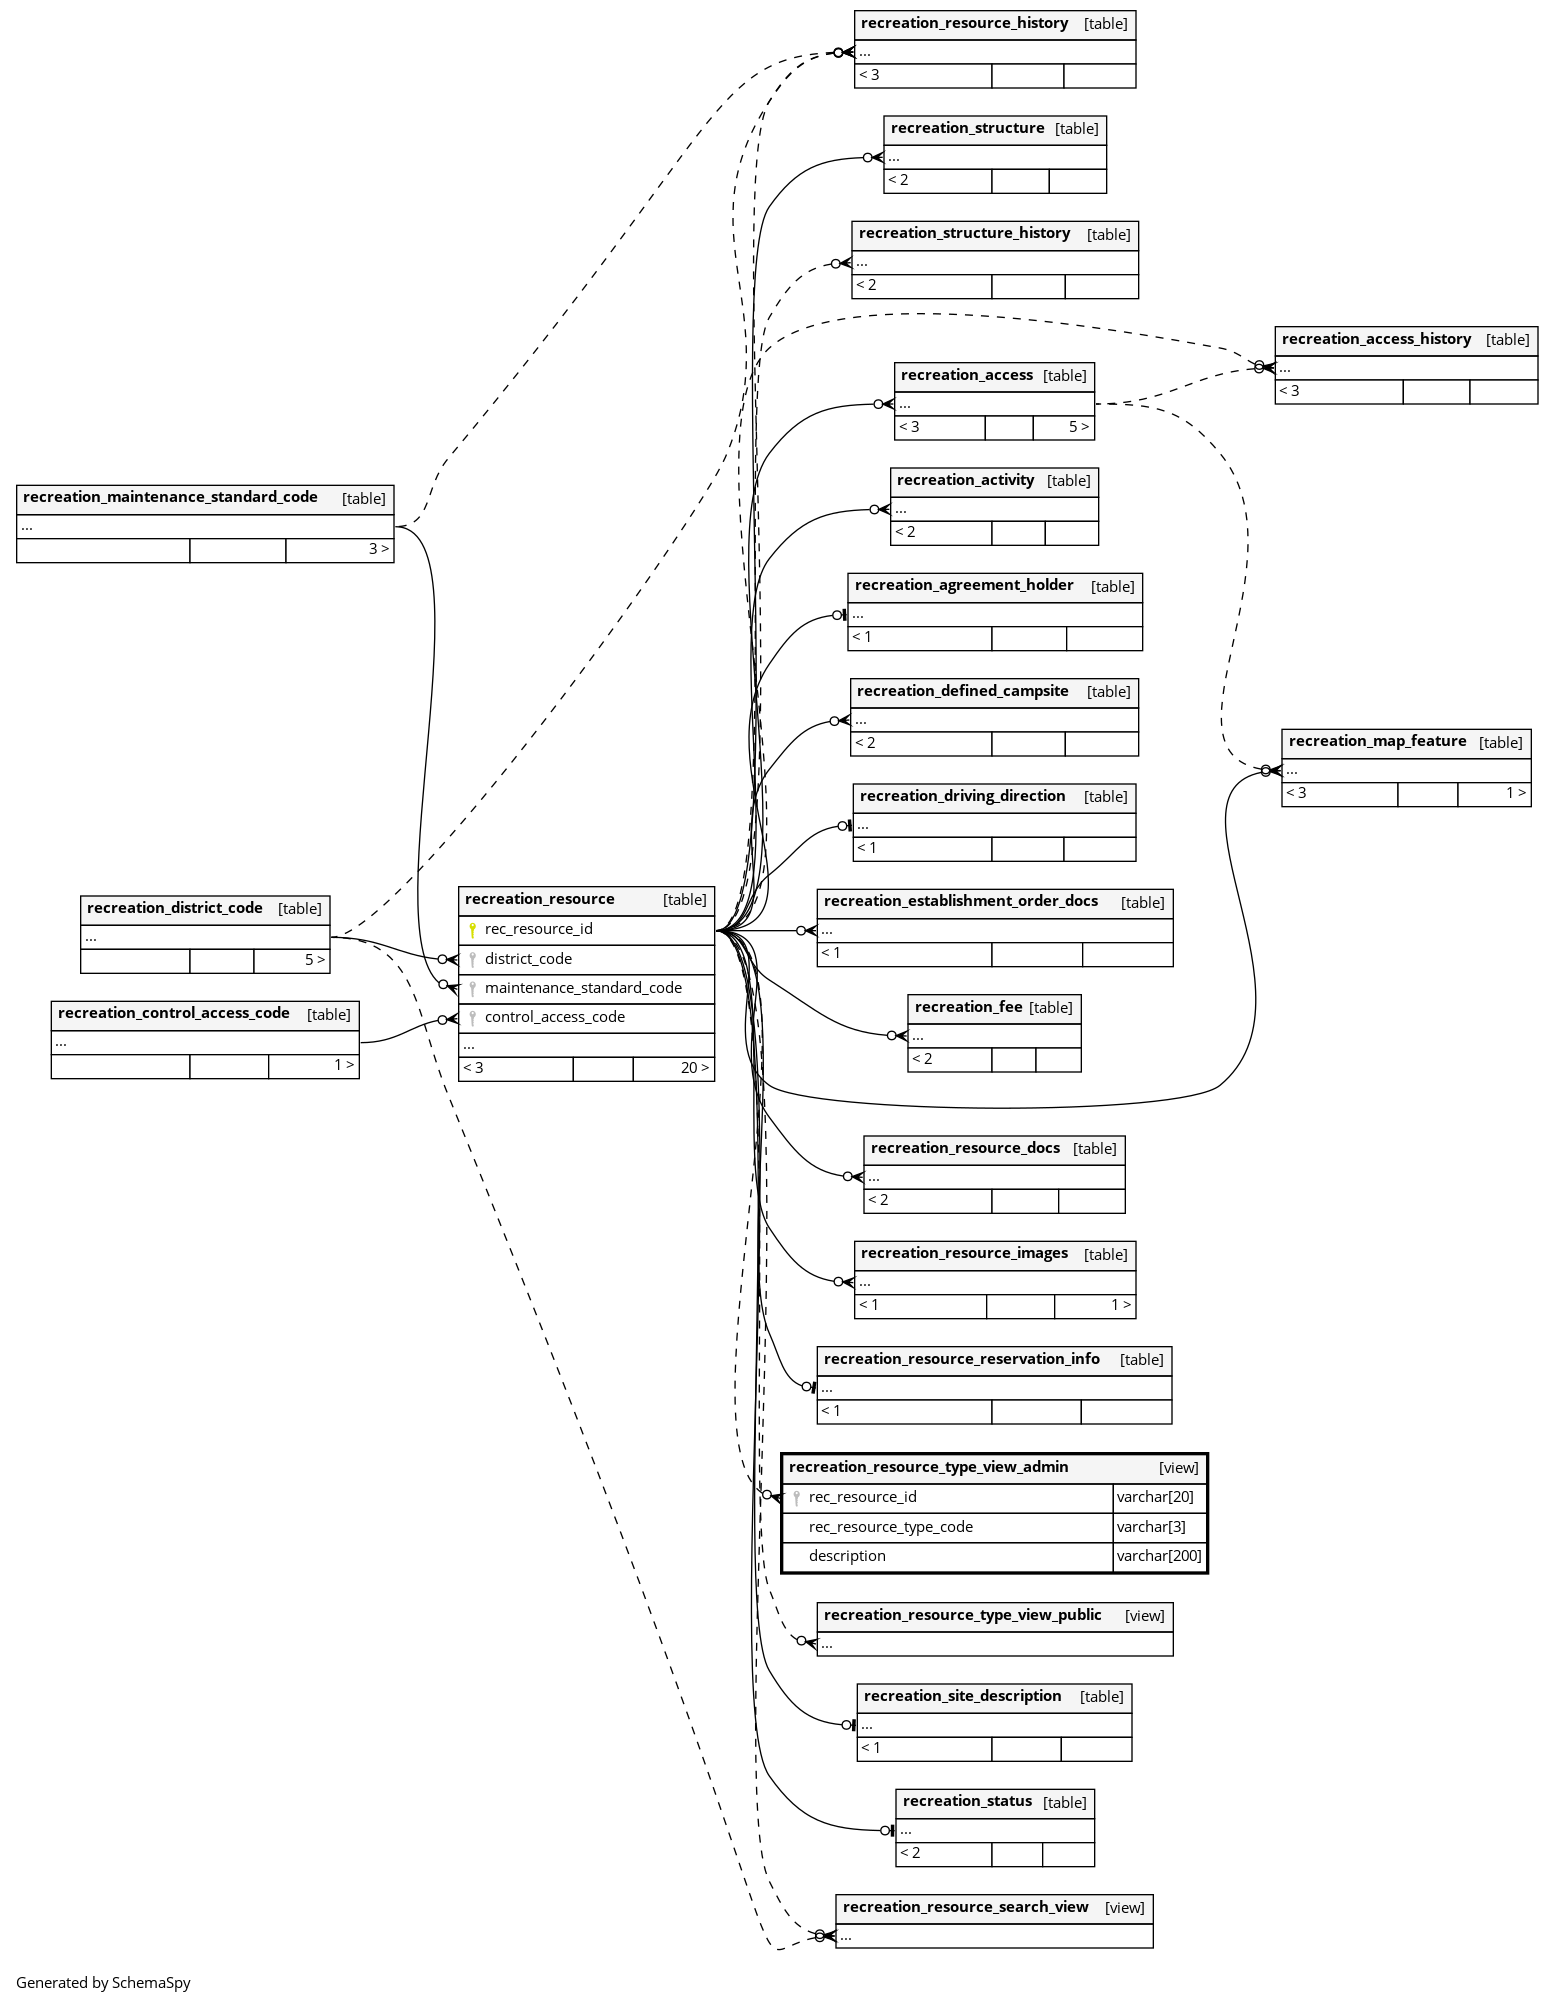 recreation_resource_history [table]
...
< 3
recreation_structure [table]
...
< 2
recreation_structure_history [table]
...
< 2
recreation_access_history [table]
...
< 3
recreation_access [table]
...
< 3 5 >
recreation_activity [table]
...
< 2
recreation_maintenance_standard_code [table]
...
3 >
recreation_agreement_holder [table]
...
< 1
recreation_defined_campsite [table]
...
< 2
recreation_map_feature [table]
...
< 3 1 >
recreation_driving_direction [table]
...
< 1
recreation_district_code [table]
...
5 >
recreation_control_access_code [table]
...
1 >
recreation_resource [table]
rec_resource_id
district_code
maintenance_standard_code
control_access_code
...
< 3 20 >
recreation_establishment_order_docs [table]
...
< 1
recreation_fee [table]
...
< 2
recreation_resource_docs [table]
...
< 2
recreation_resource_images [table]
...
< 1 1 >
recreation_resource_reservation_info [table]
...
< 1
recreation_resource_type_view_admin [view]
rec_resource_id varchar[20]
rec_resource_type_code varchar[3]
description varchar[200]
recreation_resource_type_view_public [view]
...
recreation_site_description [table]
...
< 1
recreation_status [table]
...
< 2
recreation_resource_search_view [view]
...
Generated by SchemaSpy